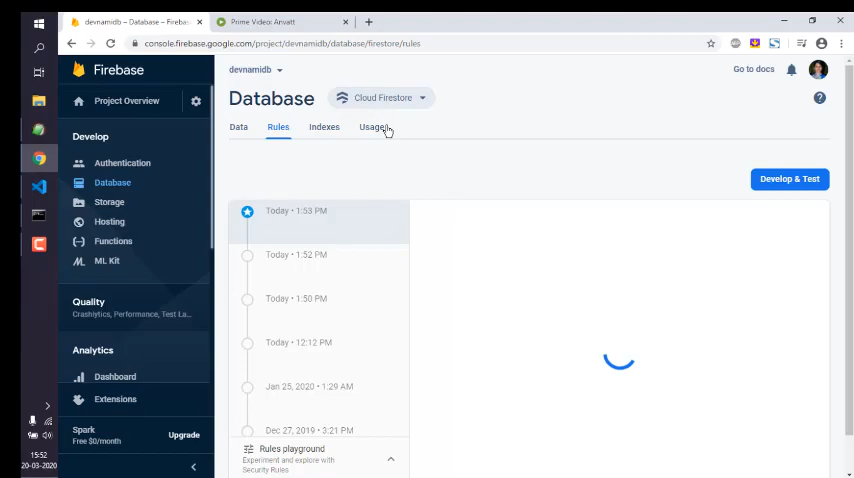 devnamidb – Database – Firebas
Prime Video: Anvatt
console.firebase.google.com/project/devnamidb/database/firestore/rules
Firebase
Project Overview
Develop
Authentication
Database
Storage
Hosting
Functions
ML Kit
Quality
Crashlytics, Performance, Test La...
Analytics
Dashboard
Extensions
Spark
Free $0/month
Upgrade
devnamidb
Go to docs
Database
Cloud Firestore
Data
Rules
Indexes
Usage
Develop & Test
Today • 1:53 PM
Today • 1:52 PM
Today • 1:50 PM
Today • 12:12 PM
Jan 25, 2020 • 1:29 AM
Dec 27, 2019 • 3:21 PM
Rules playground
Experiment and explore with
Security Rules
15:52
20-03-2020